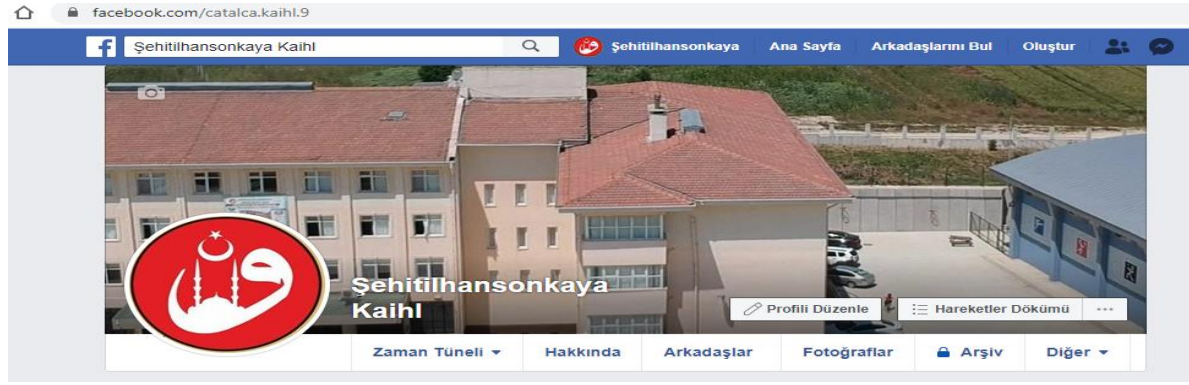 facebook.com/catalca.kaihl.9
Şehitilhansonkaya Kaihl
Şehitilhansonkaya Ana Sayfa Arkadaşlarını Bul Oluştur
Şehitilhansonkaya
Kaihl
Profili Düzenle Hareketler Dökümü ...
Zaman Tüneli Hakkında Arkadaşlar Fotoğraflar Arşiv Diğer